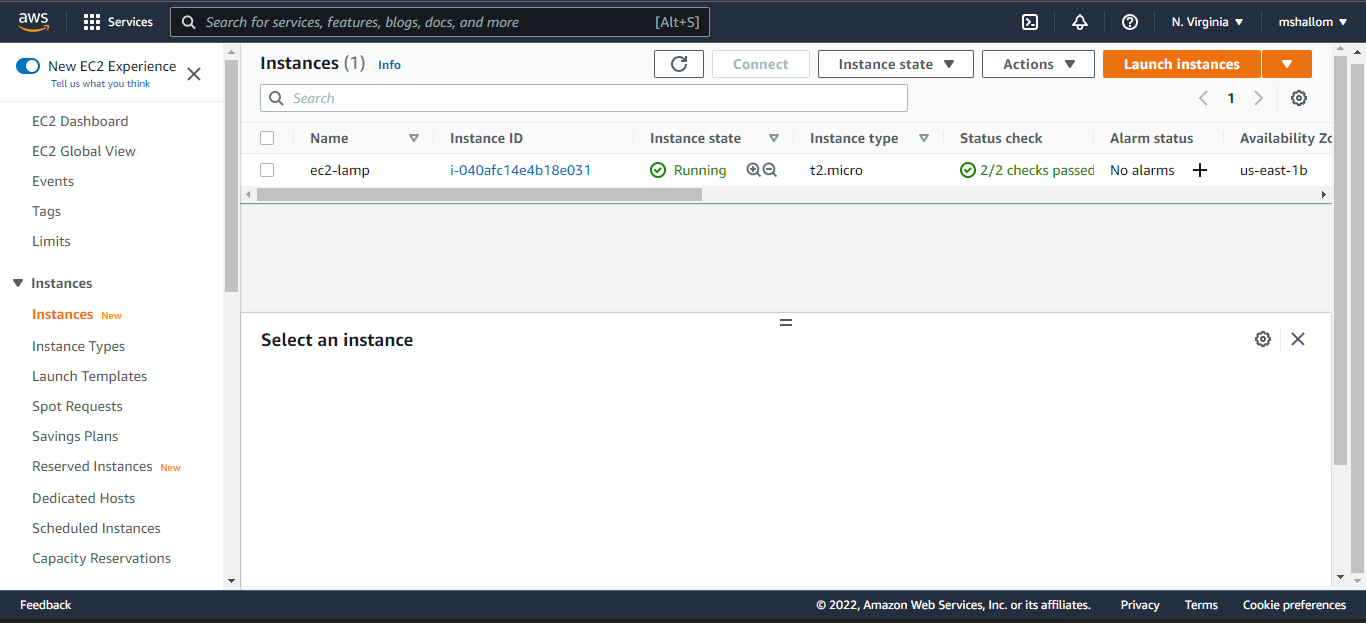 aws Services Search for services, features, blogs, docs, and more [Alt+S] N. Virginia mshallom
New EC2 Experience
Tell us what you think
EC2 Dashboard
EC2 Global View
Events
Tags
Limits
Instances
Instances New
Instance Types
Launch Templates
Spot Requests
Savings Plans
Reserved Instances New
Dedicated Hosts
Scheduled Instances
Capacity Reservations
Instances (1) Info Connect Instance state Actions Launch instances
Search 1
Name Instance ID Instance state Instance type Status check Alarm status Availability Zo
ec2-lamp i-040afc14e4b18e031 Running t2.micro 2/2 checks passed No alarms us-east-1b
Select an instance
Feedback © 2022, Amazon Web Services, Inc. or its affiliates. Privacy Terms Cookie preferences